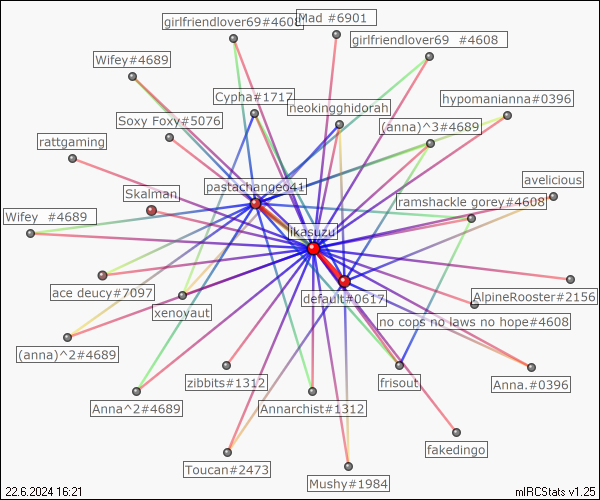 girlfriendlover69#4608
Mad #6901
girlfriendlover69 #4608
Wifey#4689
Cypha#1717
neokingghidorah
hypomanianna#0396
Soxy Foxy#5076
(anna)^3#4689
rattgaming
pastachangeo41
avelicious
Skalman
ramshackle gorey#4608
Wifey #4689
likasuzu
ace deucy#7097
default#0617
AlpineRooster#2156
xenoyaut
no cops no laws no hope#4608
(anna)^2#4689
zibbits#1312
frisout
Anna.#0396
Anna^2#4689
Annarchist#1312
fakedingo
Toucan#2473
Mushy#1984
22.6.2024 16:21
mIRCStats v1.25